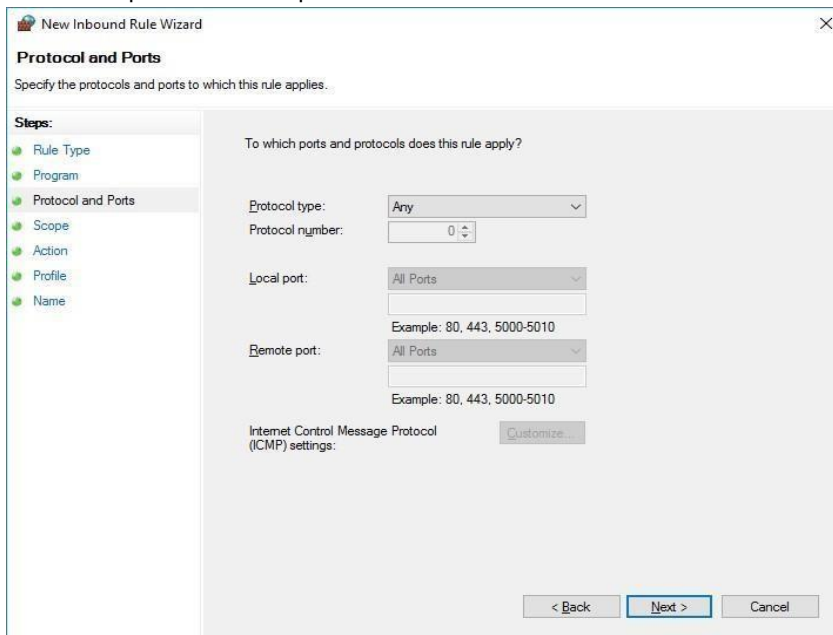 New Inbound Rule Wizard
Protocol and Ports
Specify the protocols and ports to which this rule applies.
Steps:
Rule Type
Program
Protocol and Ports
Scope
Action
Profile
Name
To which ports and protocols does this rule apply?
Protocol type: Any
Protocol number: 0
Local port: All Ports
Example: 80, 443, 5000-5010
Remote port: All Ports
Example: 80, 443, 5000-5010
Internet Control Message Protocol
(ICMP) settings: Customize...
< Back Next > Cancel